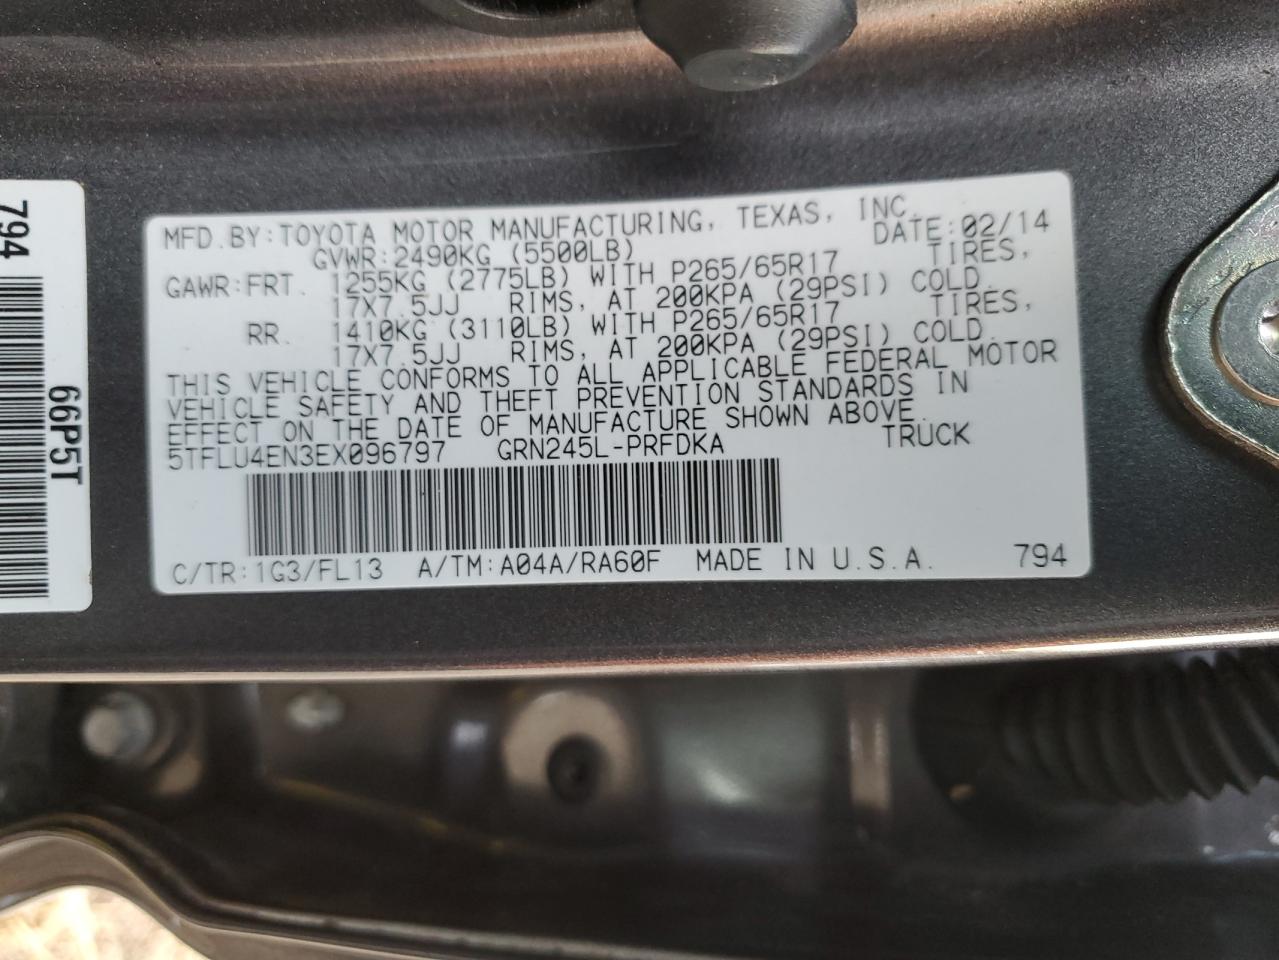 MFD.BY:TOYOTA MOTOR MANUFACTURING, TEXAS, INC.
GVWR:2490KG (5500LB) DATE:02/14
GAWR:FRT. 1255KG (2775LB) WITH P265/65R17 TIRES,
17X7.5JJ RIMS, AT 200KPA (29PSI) COLD.
RR. 1410KG (3110LB) WITH P265/65R17 TIRES,
17X7.5JJ RIMS, AT 200KPA (29PSI) COLD.
THIS VEHICLE CONFORMS TO ALL APPLICABLE FEDERAL MOTOR
VEHICLE SAFETY AND THEFT PREVENTION STANDARDS IN
EFFECT ON THE DATE OF MANUFACTURE SHOWN ABOVE.
5TFLU4EN3EX096797 GRN245L-PRFDKA TRUCK
C/TR:1G3/FL13 A/TM:A04A/RA60F MADE IN U.S.A. 794
794
66P5T